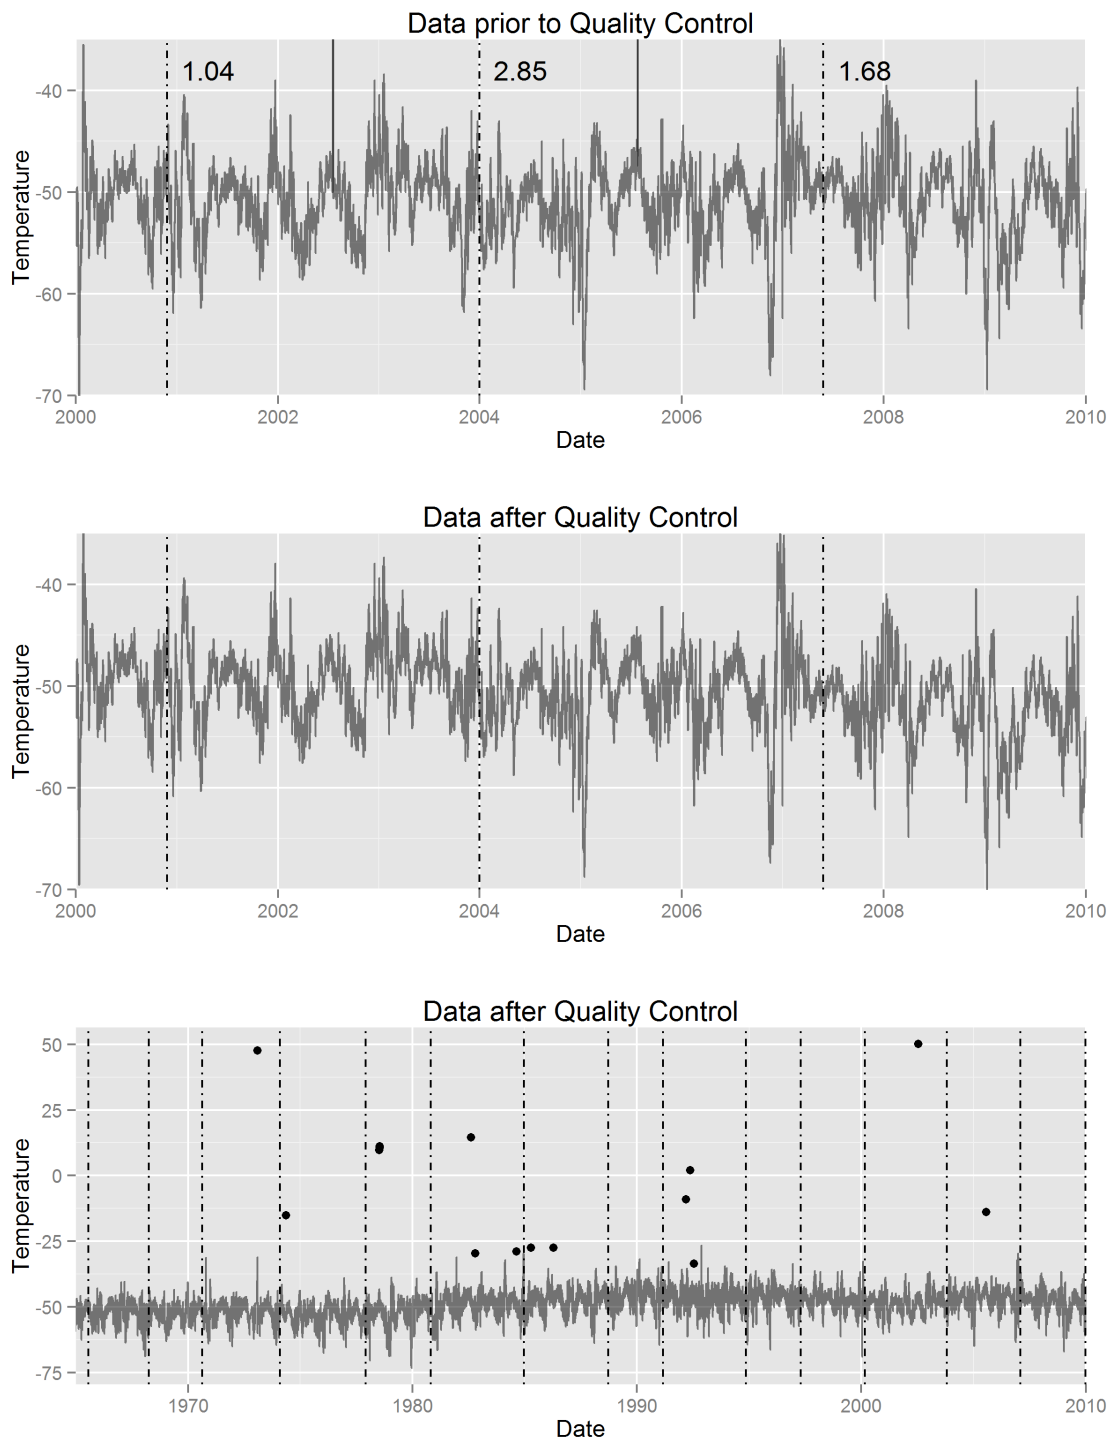 Data prior to Quality Control
1.04 2.85 1.68
-40
-50
-60
-70
Temperature
2000 2002 2004 2006 2008 2010
Date
Data after Quality Control
-40
-50
-60
-70
Temperature
2000 2002 2004 2006 2008 2010
Date
Data after Quality Control
50
25
0
-25
-50
-75
Temperature
1970 1980 1990 2000 2010
Date